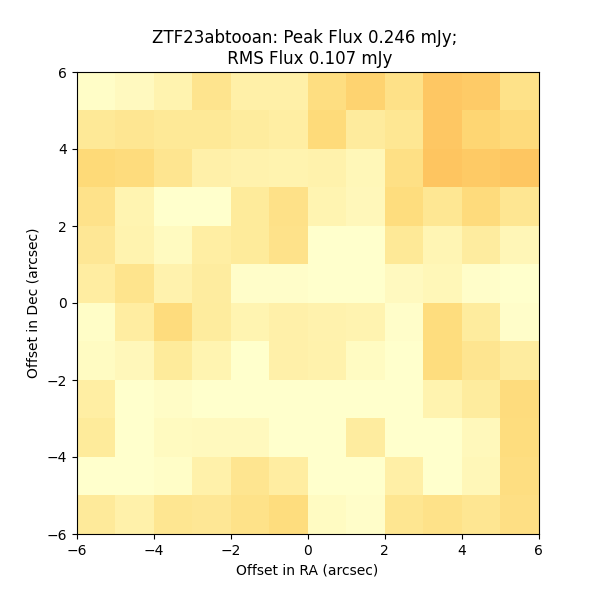 ZTF23abtooan: Peak Flux 0.246 mJy;
RMS Flux 0.107 mJy
6
4
2
0
−2
−4
−6
Offset in Dec (arcsec)
−6 −4 −2 0 2 4 6
Offset in RA (arcsec)